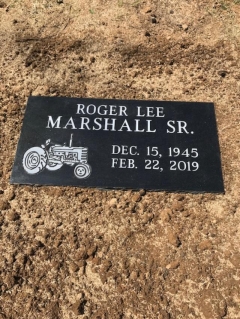 ROGER LEE
MARSHALL SR.
DEC. 15, 1945
FEB. 22, 2019